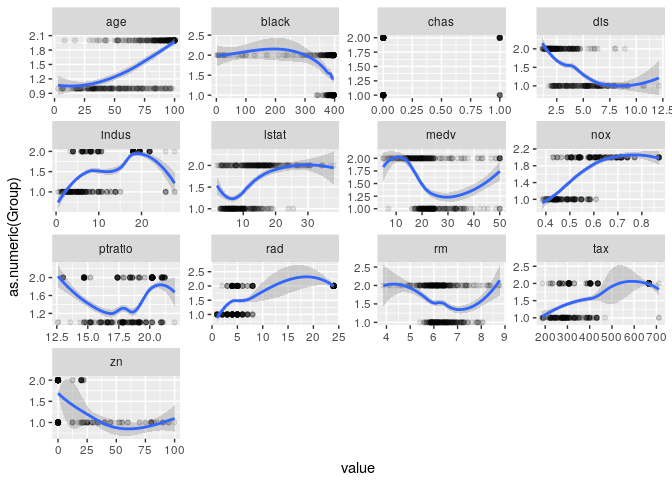 age
black
chas
dis
2.1
1.8
1.5
1.2
0.9
0 25 50 75 100
2.5
2.0
1.5
1.0
0 100 200 300 400
2.00
1.75
1.50
1.25
1.00
0.00 0.25 0.50 0.75 1.00
2.0
1.5
1.0
2.5 5.0 7.5 10.0 12.5
indus
lstat
medv
nox
2.0
1.5
1.0
0 10 20
2.0
1.5
1.0
10 20 30
2.00
1.75
1.50
1.25
1.00
10 20 30 40 50
2.2
1.8
1.4
1.0
0.4 0.5 0.6 0.7 0.8
ptratio
rad
rm
tax
2.0
1.6
1.2
12.5 15.0 17.5 20.0
2.5
2.0
1.5
1.0
0 5 10 15 20 25
2.5
2.0
1.5
1.0
4 5 6 7 8 9
2.5
2.0
1.5
1.0
200 300 400 500 600 700
zn
2.0
1.5
1.0
0 25 50 75 100
as.numeric(Group)
value